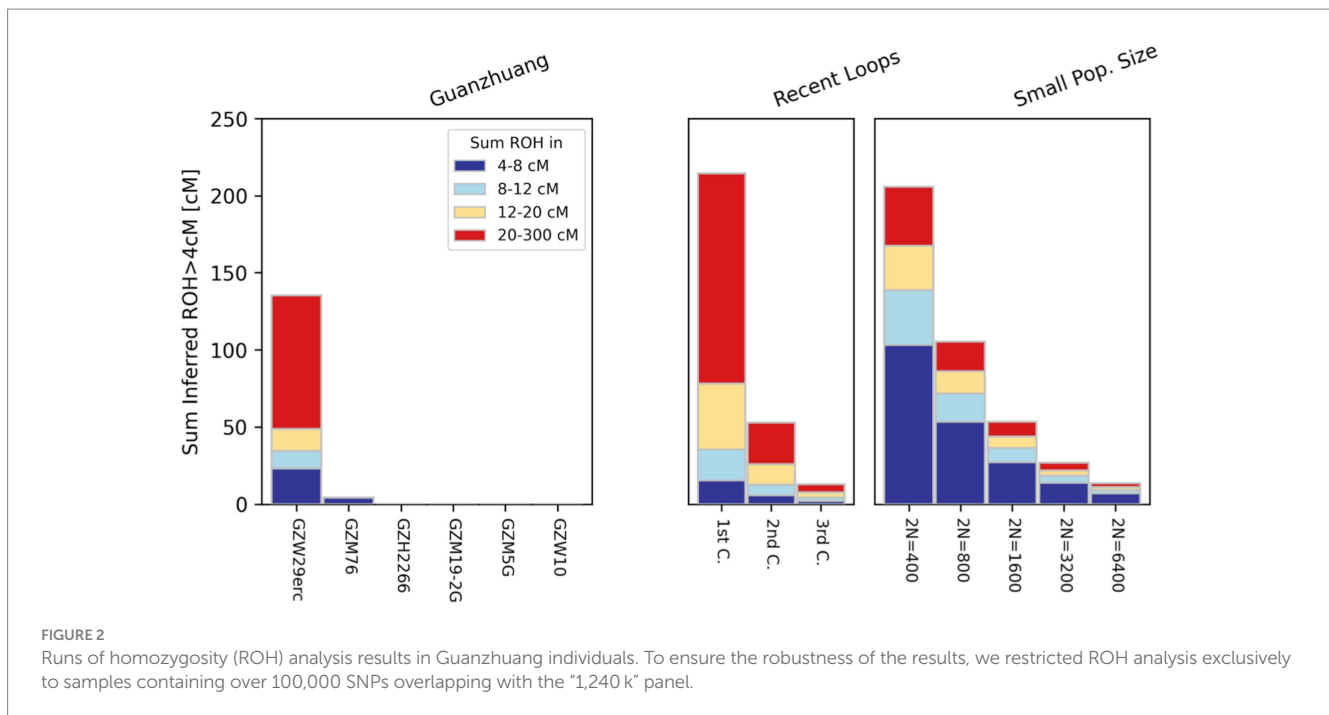 Guanzhuang
Recent Loops
Small Pop. Size
Sum Inferred ROH>4cM [cM]
250
200
150
100
50
0
Sum ROH in
4-8 cM
8-12 cM
12-20 cM
20-300 cM
GZW29erc
GZM76
GZH2266
GZM19-2G
GZM5G
GZW10
1st C.
2nd C.
3rd C.
2N=400
2N=800
2N=1600
2N=3200
2N=6400
FIGURE 2
Runs of homozygosity (ROH) analysis results in Guanzhuang individuals. To ensure the robustness of the results, we restricted ROH analysis exclusively
to samples containing over 100,000 SNPs overlapping with the “1,240 k” panel.